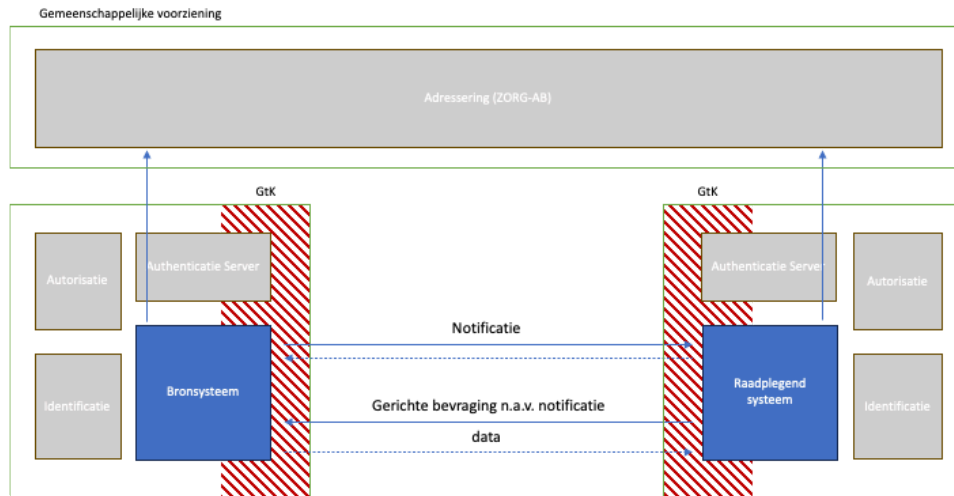 Gemeenschappelijke voorziening
Adressering (ZORG-AB)
GtK
GtK
Autorisatie
Authenticatie Server
Authenticatie Server
Autorisatie
Notificatie
Bronsysteem
Raadplegend
systeem
Identificatie
Gerichte bevraging n.a.v. notificatie
Identificatie
data